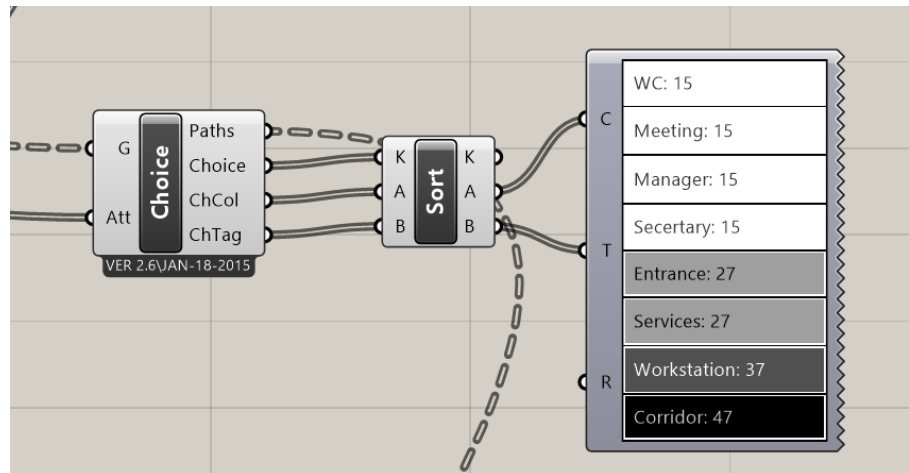 G
Att
Choice
Paths
Choice
ChCol
ChTag
VER 2.6\JAN-18-2015
K
A
B
Sort
K
A
B
C
T
R
WC: 15
Meeting: 15
Manager: 15
Secertary: 15
Entrance: 27
Services: 27
Workstation: 37
Corridor: 47